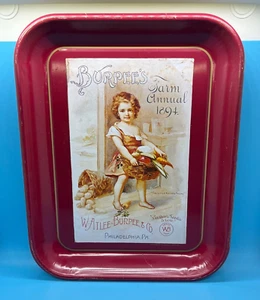 BURPEE'S
Farm
Annual
1894
W. ATLEE BURPEE & CO.
PHILADELPHIA, PA.